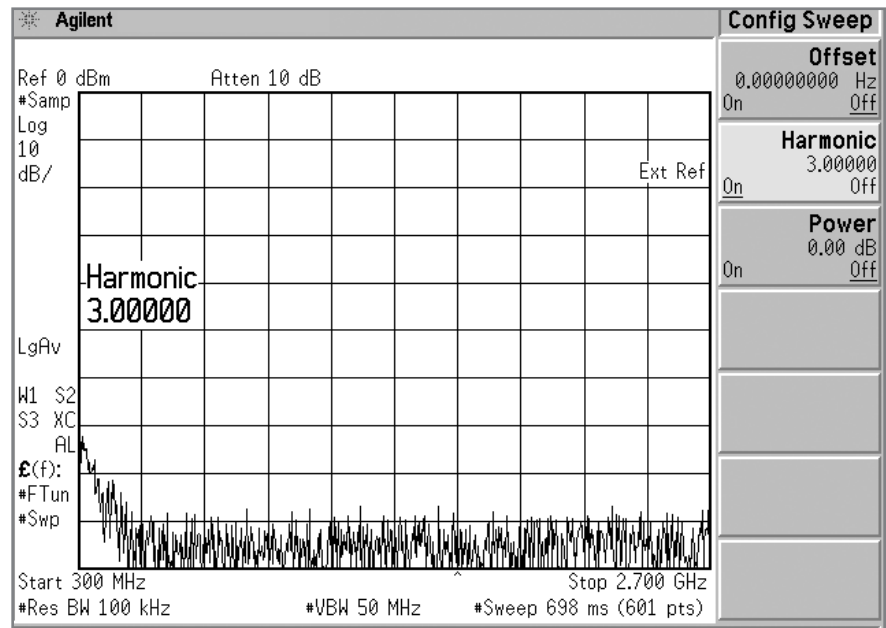 Agilent
Config Sweep
Ref 0 dBm Atten 10 dB
#Samp
Log
10
dB/
Ext Ref
Harmonic
3.00000
LgAv
W1 S2
S3 XC
AL
£(f):
#FTun
#Swp
Start 300 MHz Stop 2.700 GHz
#Res BW 100 kHz #VBW 50 MHz #Sweep 698 ms (601 pts)
Offset
0.00000000 Hz
On Off
Harmonic
3.00000
On Off
Power
0.00 dB
On Off